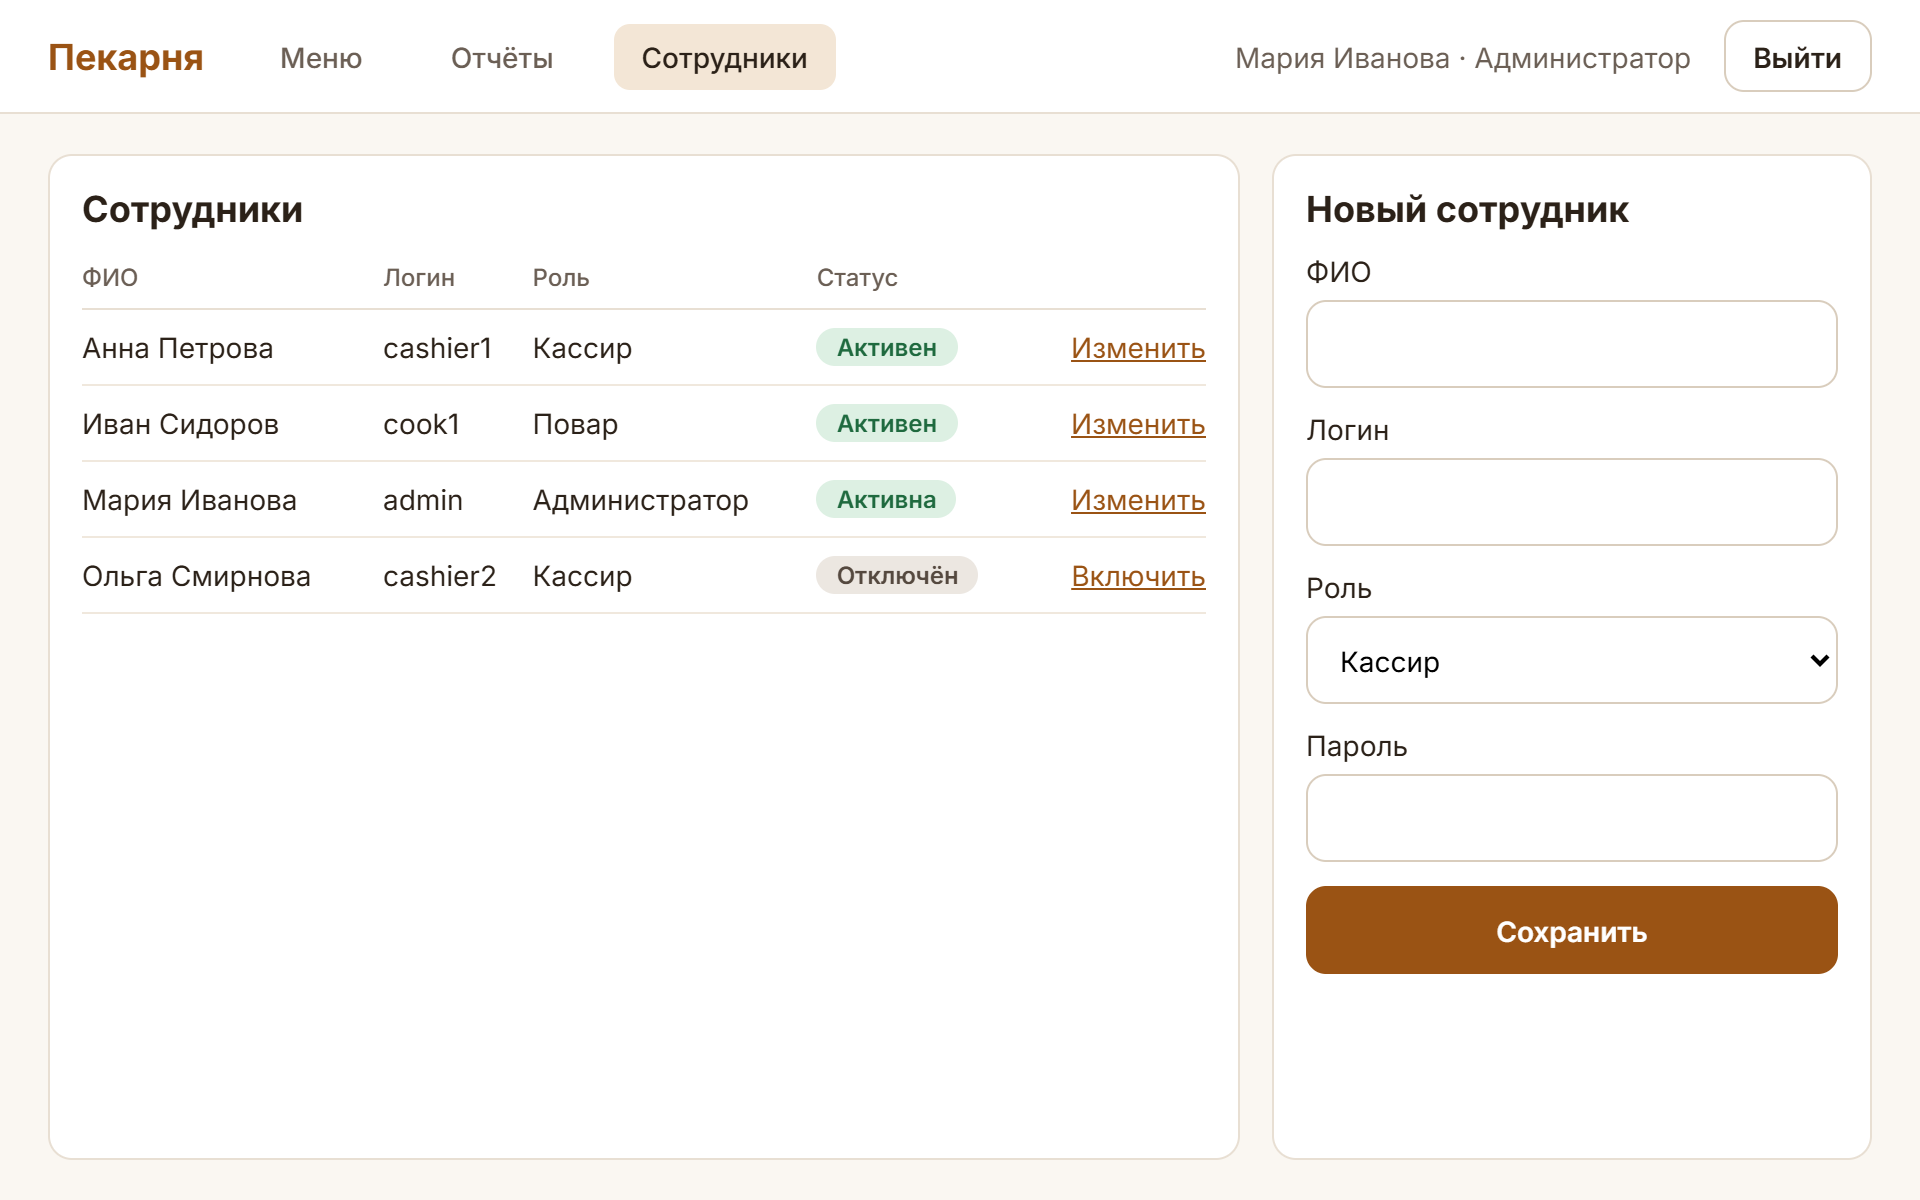 Пекарня Меню Отчёты Сотрудники Мария Иванова · Администратор Выйти
Сотрудники
ФИО Логин Роль Статус
Анна Петрова cashier1 Кассир Активен Изменить
Иван Сидоров cook1 Повар Активен Изменить
Мария Иванова admin Администратор Активна Изменить
Ольга Смирнова cashier2 Кассир Отключён Включить
Новый сотрудник
ФИО
Логин
Роль
Кассир
Пароль
Сохранить